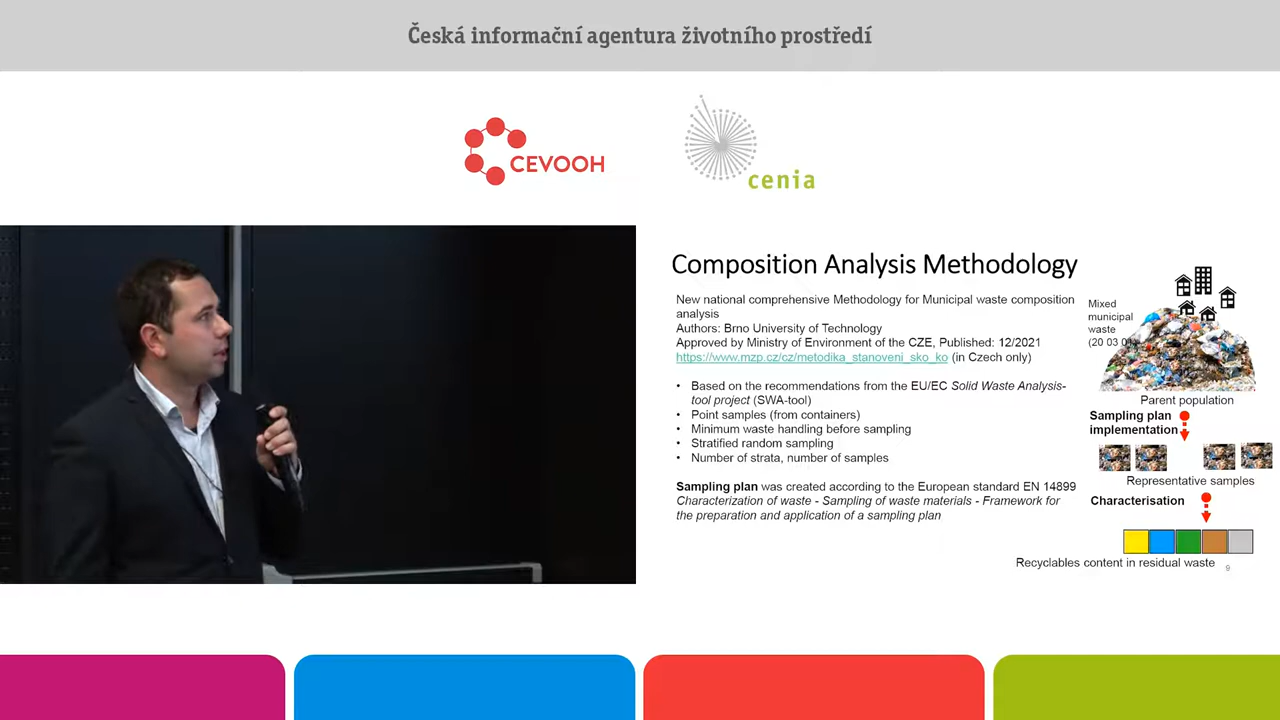 Česká informační agentura životního prostředí
CEVOOH
cenia
Composition Analysis Methodology
New national comprehensive Methodology for Municipal waste composition
analysis
Authors: Brno University of Technology
Approved by Ministry of Environment of the CZE, Published: 12/2021
https://www.mzp.cz/cz/metodika_stanoveni_sko_ko (in Czech only)
• Based on the recommendations from the EU/EC Solid Waste Analysis-
tool project (SWA-tool)
• Point samples (from containers)
• Minimum waste handling before sampling
• Stratified random sampling
• Number of strata, number of samples
Sampling plan was created according to the European standard EN 14899
Characterization of waste - Sampling of waste materials - Framework for
the preparation and application of a sampling plan
Mixed
municipal
waste
(20 03
Parent population
Sampling plan
implementation
Representative samples
Characterisation
Recyclables content in residual waste
9